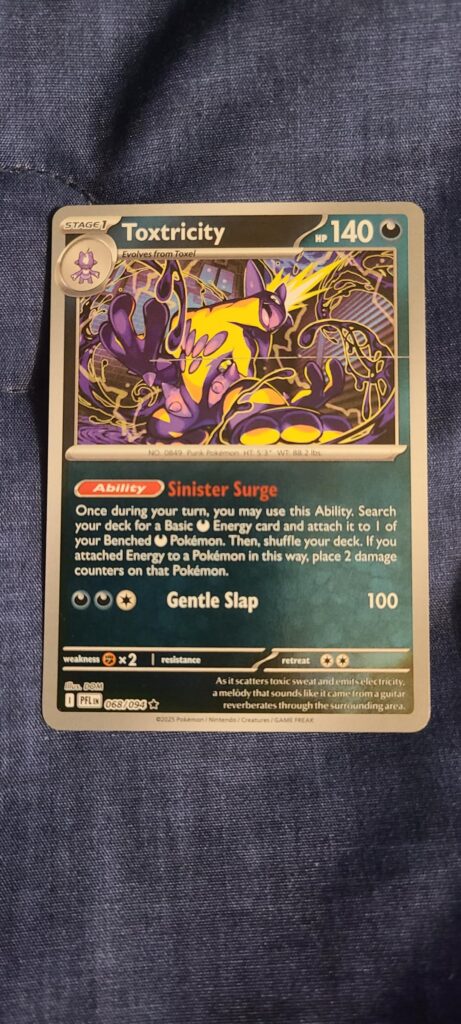 STAGE 1 Toxtricity HP 140
Evolves from Toxel
NO. 0849 Punk Pokémon HT: 5'3" WT: 88.2 lbs.
Ability Sinister Surge
Once during your turn, you may use this Ability. Search
your deck for a Basic Energy card and attach it to 1 of
your Benched Pokémon. Then, shuffle your deck. If you
attached Energy to a Pokémon in this way, place 2 damage
counters on that Pokémon.
Gentle Slap 100
weakness ×2 resistance retreat
Illus. DOM
I PFL EN 068/094
As it scatters toxic sweat and emits electricity,
a melody that sounds like it came from a guitar
reverberates through the surrounding area.
©2025 Pokémon / Nintendo / Creatures / GAME FREAK